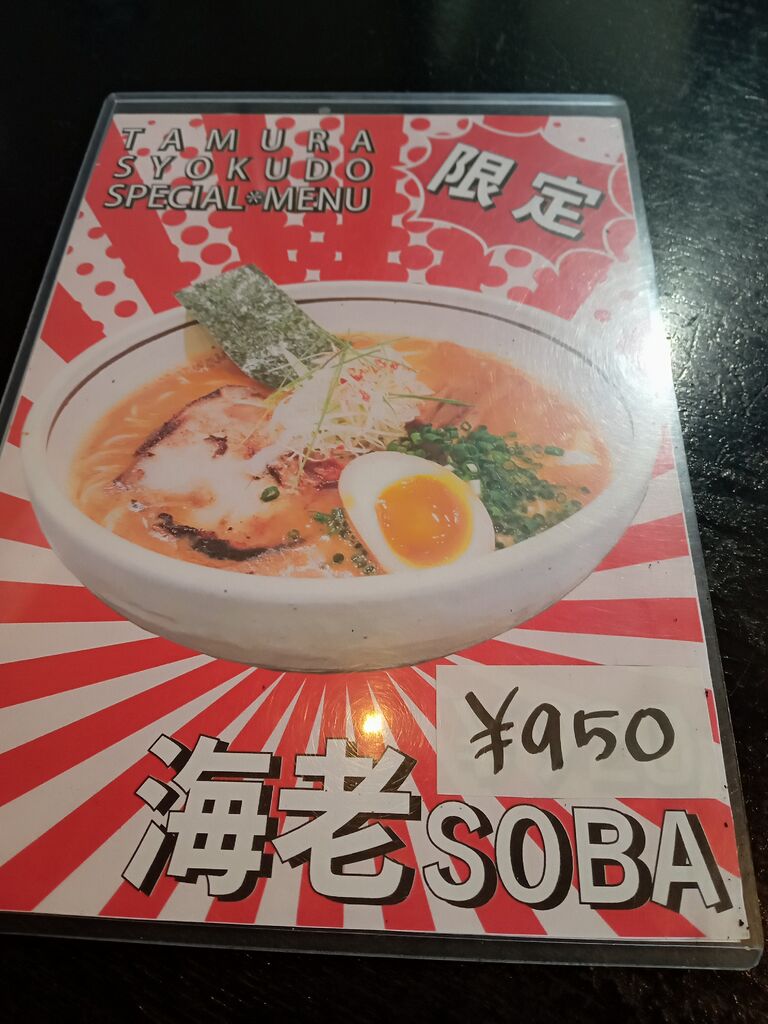 TAMURA
SYOKUDO
SPECIAL*MENU
限定
¥950
海老SOBA